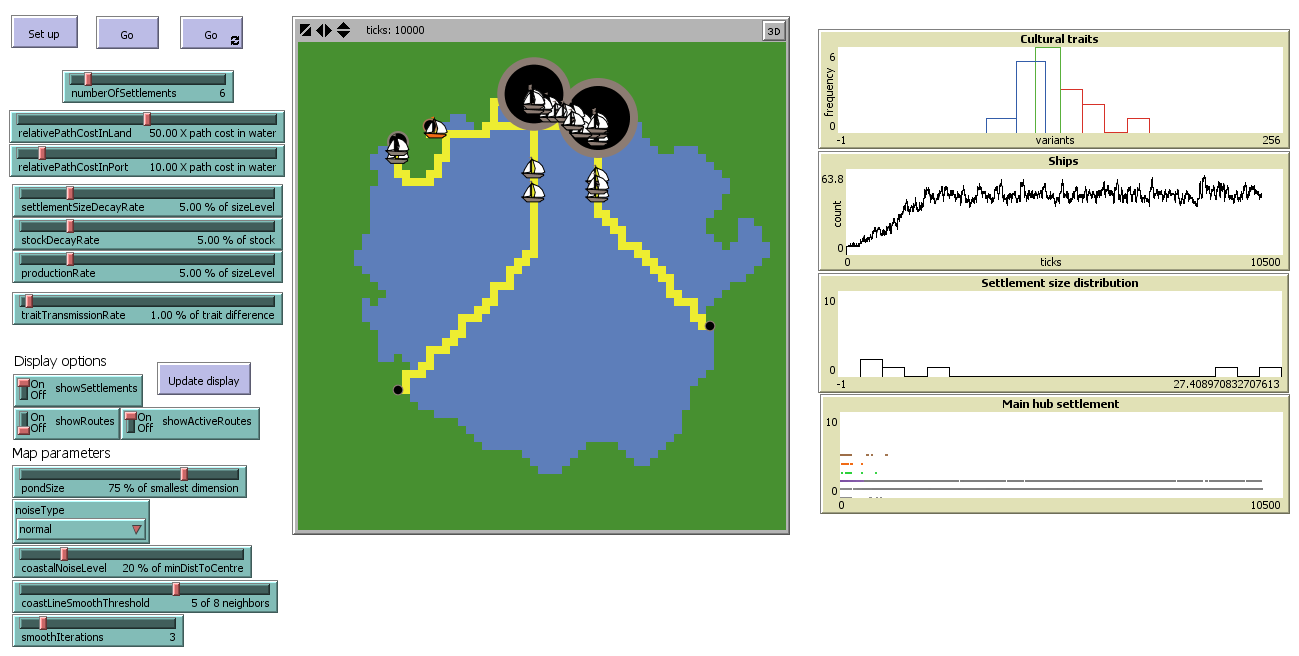 Set up
Go
Go
numberOfSettlements 6
relativePathCostInLand 50.00 X path cost in water
relativePathCostInPort 10.00 X path cost in water
settlementSizeDecayRate 5.00 % of sizeLevel
stockDecayRate 5.00 % of stock
productionRate 5.00 % of sizeLevel
traitTransmissionRate 1.00 % of trait difference
Display options
On
Off
showSettlements
Update display
On
Off
showRoutes
On
Off
showActiveRoutes
Map parameters
pondSize 75 % of smallest dimension
noiseType
normal
coastalNoiseLevel 20 % of minDistToCentre
coastLineSmoothThreshold 5 of 8 neighbors
smoothIterations 3
ticks: 10000
3D
Cultural traits
6
frequency
0
-1 variants 256
Ships
63.8
count
0
0 ticks 10500
Settlement size distribution
10
0
-1 27.408970832707613
Main hub settlement
10
0
0 10500